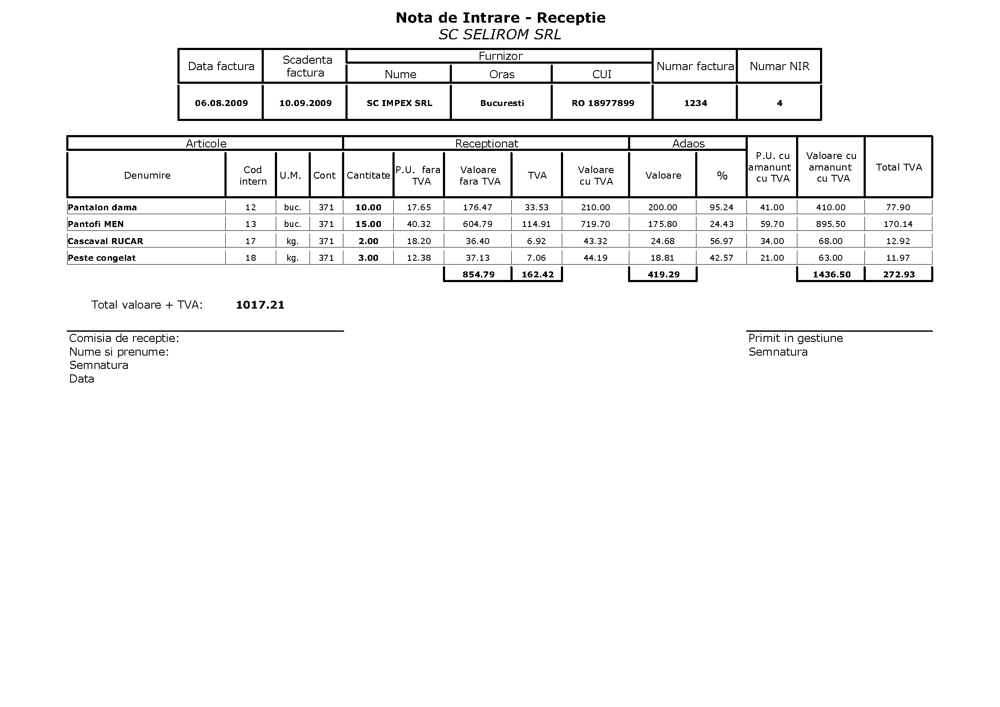 Nota de Intrare - Receptie
SC SELIROM SRL
Data factura Scadenta factura Furnizor Numar factura Numar NIR
Nume Oras CUI
06.08.2009 10.09.2009 SC IMPEX SRL Bucuresti RO 18977899 1234 4
Articole Receptionat Adaos P.U. cu amanunt cu TVA Valoare cu amanunt cu TVA Total TVA
Denumire Cod intern U.M. Cont Cantitate P.U. fara TVA Valoare fara TVA TVA Valoare cu TVA Valoare %
Pantalon dama 12 buc. 371 10.00 17.65 176.47 33.53 210.00 200.00 95.24 41.00 410.00 77.90
Pantofi MEN 13 buc. 371 15.00 40.32 604.79 114.91 719.70 175.80 24.43 59.70 895.50 170.14
Cascaval RUCAR 17 kg. 371 2.00 18.20 36.40 6.92 43.32 24.68 56.97 34.00 68.00 12.92
Peste congelat 18 kg. 371 3.00 12.38 37.13 7.06 44.19 18.81 42.57 21.00 63.00 11.97
854.79 162.42 419.29 1436.50 272.93
Total valoare + TVA: 1017.21
Comisia de receptie: Primit in gestiune
Nume si prenume: Semnatura
Semnatura
Data